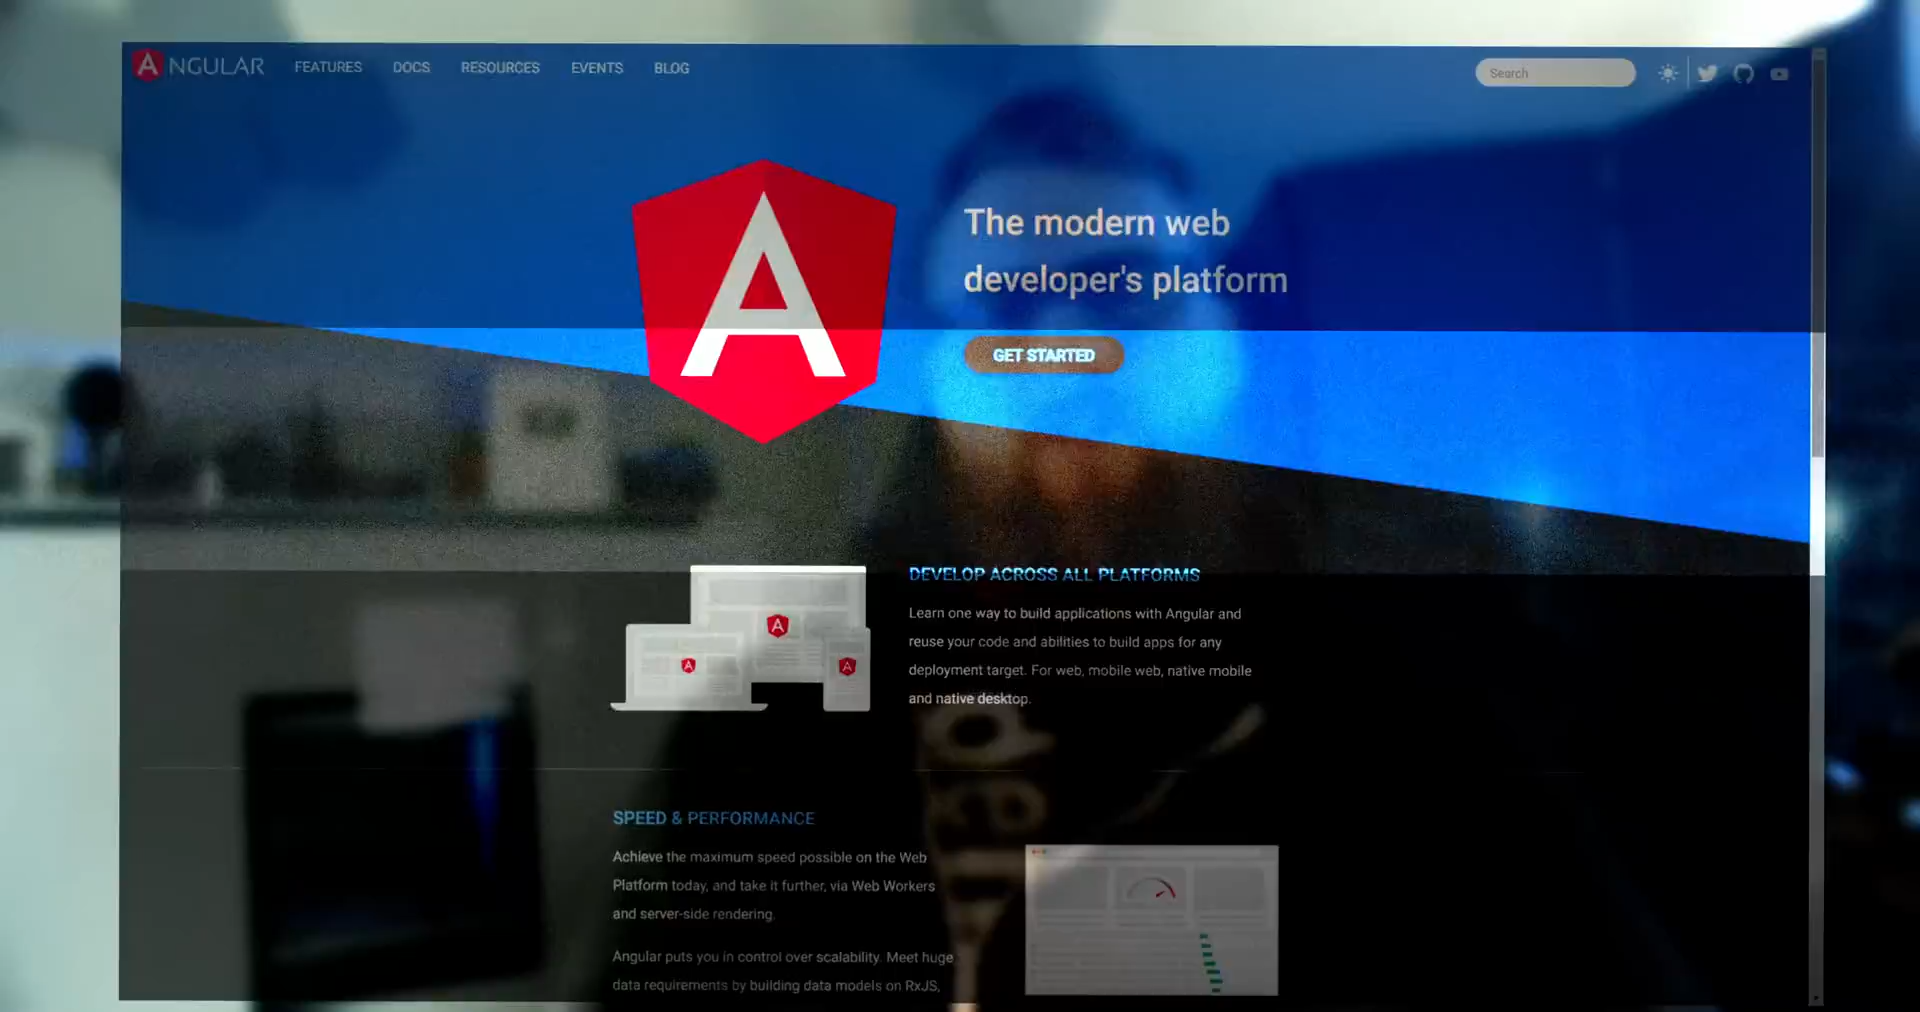 ANGULAR FEATURES DOCS RESOURCES EVENTS BLOG Search
A
The modern web
developer's platform
GET STARTED
DEVELOP ACROSS ALL PLATFORMS
Learn one way to build applications with Angular and
reuse your code and abilities to build apps for any
deployment target. For web, mobile web, native mobile
and native desktop.
A
A
A
SPEED & PERFORMANCE
Achieve the maximum speed possible on the Web
Platform today, and take it further, via Web Workers
and server-side rendering.
Angular puts you in control over scalability. Meet huge
data requirements by building data models on RxJS,